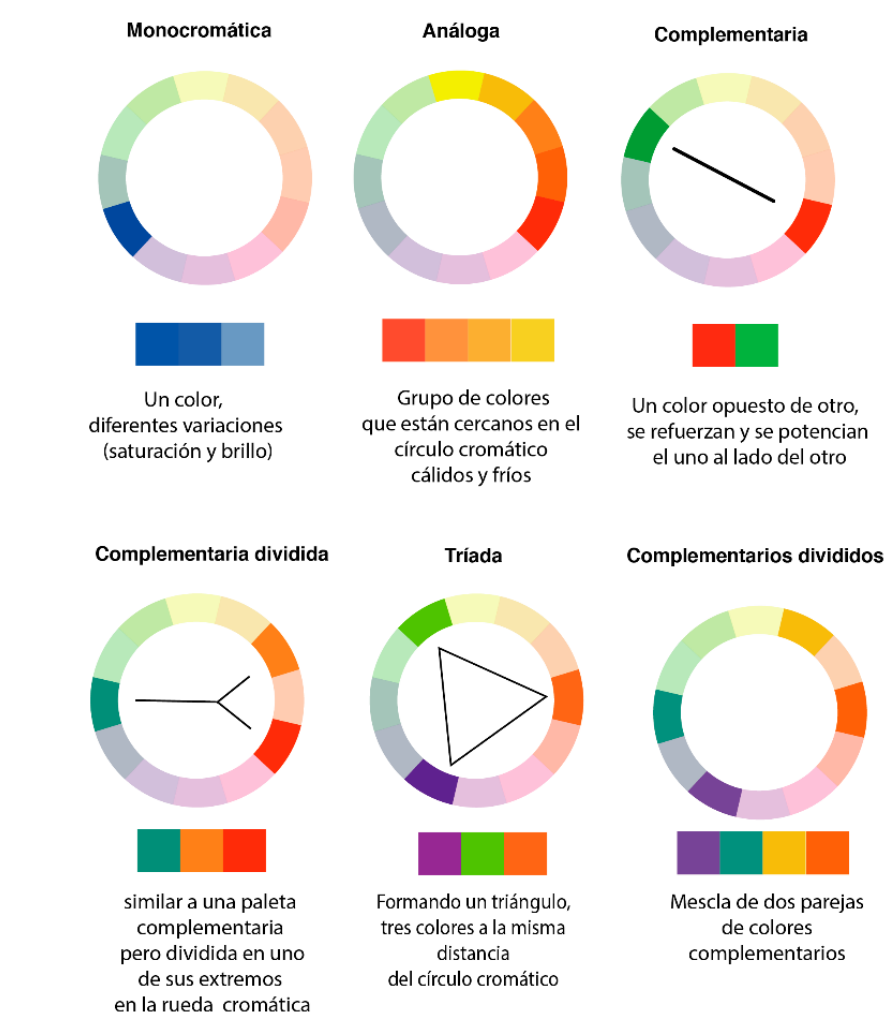 Monocromática
Un color,
diferentes variaciones
(saturación y brillo)
Análoga
Grupo de colores
que están cercanos en el
círculo cromático
cálidos y fríos
Complementaria
Un color opuesto de otro,
se refuerzan y se potencian
el uno al lado del otro
Complementaria dividida
similar a una paleta
complementaria
pero dividida en uno
de sus extremos
en la rueda cromática
Tríada
Formando un triángulo,
tres colores a la misma
distancia
del círculo cromático
Complementarios divididos
Mescla de dos parejas
de colores
complementarios